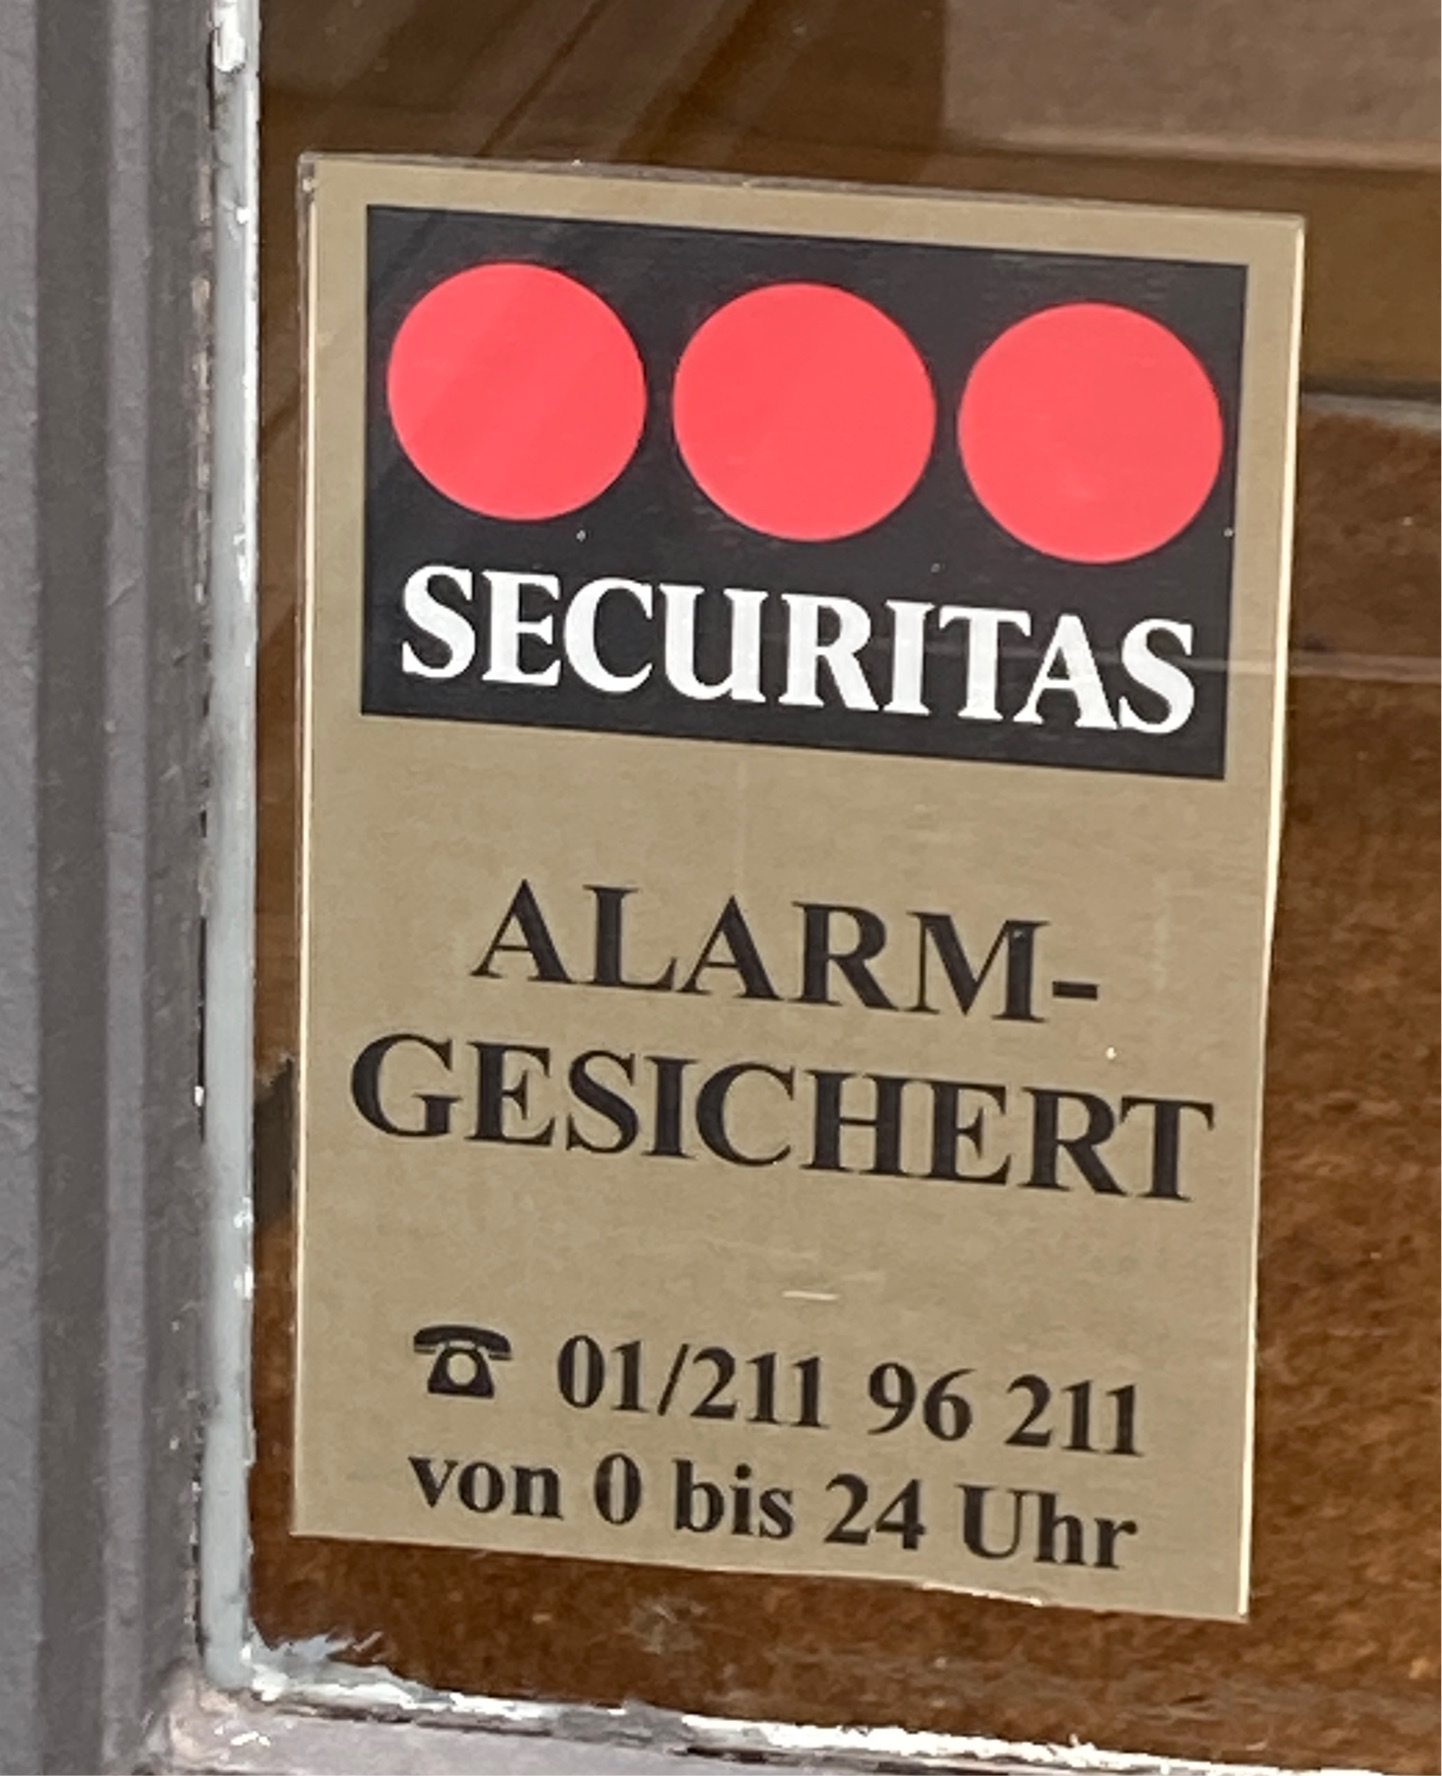 SECURITAS
ALARM-
GESICHERT
☎ 01/211 96 211
von 0 bis 24 Uhr